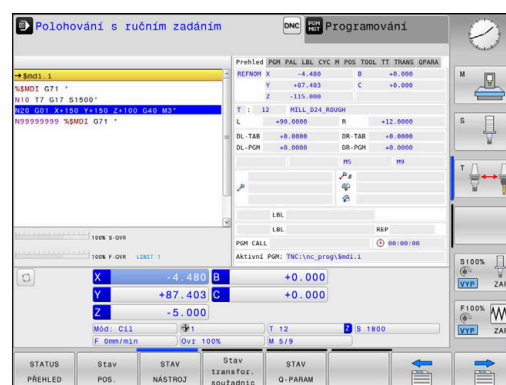 Polohování s ručním zadáním
DNC
PGM MGT
Programování
→$mdi.i
%$MDI G71 *
N10 T7 G17 S1500*
N20 G01 X+150 Y+150 Z+100 G40 M3*
N99999999 %$MDI G71 *
100% S-OVR
100% F-OVR LIMIT 1
Prehled PGM PAL LBL CYC M POS TOOL TT TRANS QPARA
REFNOM X -4.480 B +0.000
Y +87.403 C +0.000
Z -115.000
T : 12 MILL_D24_ROUGH
L +90.0000 R +12.0000
DL-TAB +0.0000 DR-TAB +0.0000
DL-PGM +0.0000 DR-PGM +0.0000
M5 M9
LBL
LBL REP
PGM CALL 00:00:00
Aktivní PGM: TNC:\nc_prog\$mdi.i
X -4.480 B +0.000
Y +87.403 C +0.000
Z -5.000
Mód: Cíl 1 T 12 Z S 1800
F 0mm/min Ovr 100% M 5/9
M
S
T
S100%
VYP ZAP
F100%
VYP ZAP
STATUS PŘEHLED
Stav POS.
STAV NÁSTROJ
Stav transfor. souřadnic
STAV Q-PARAM